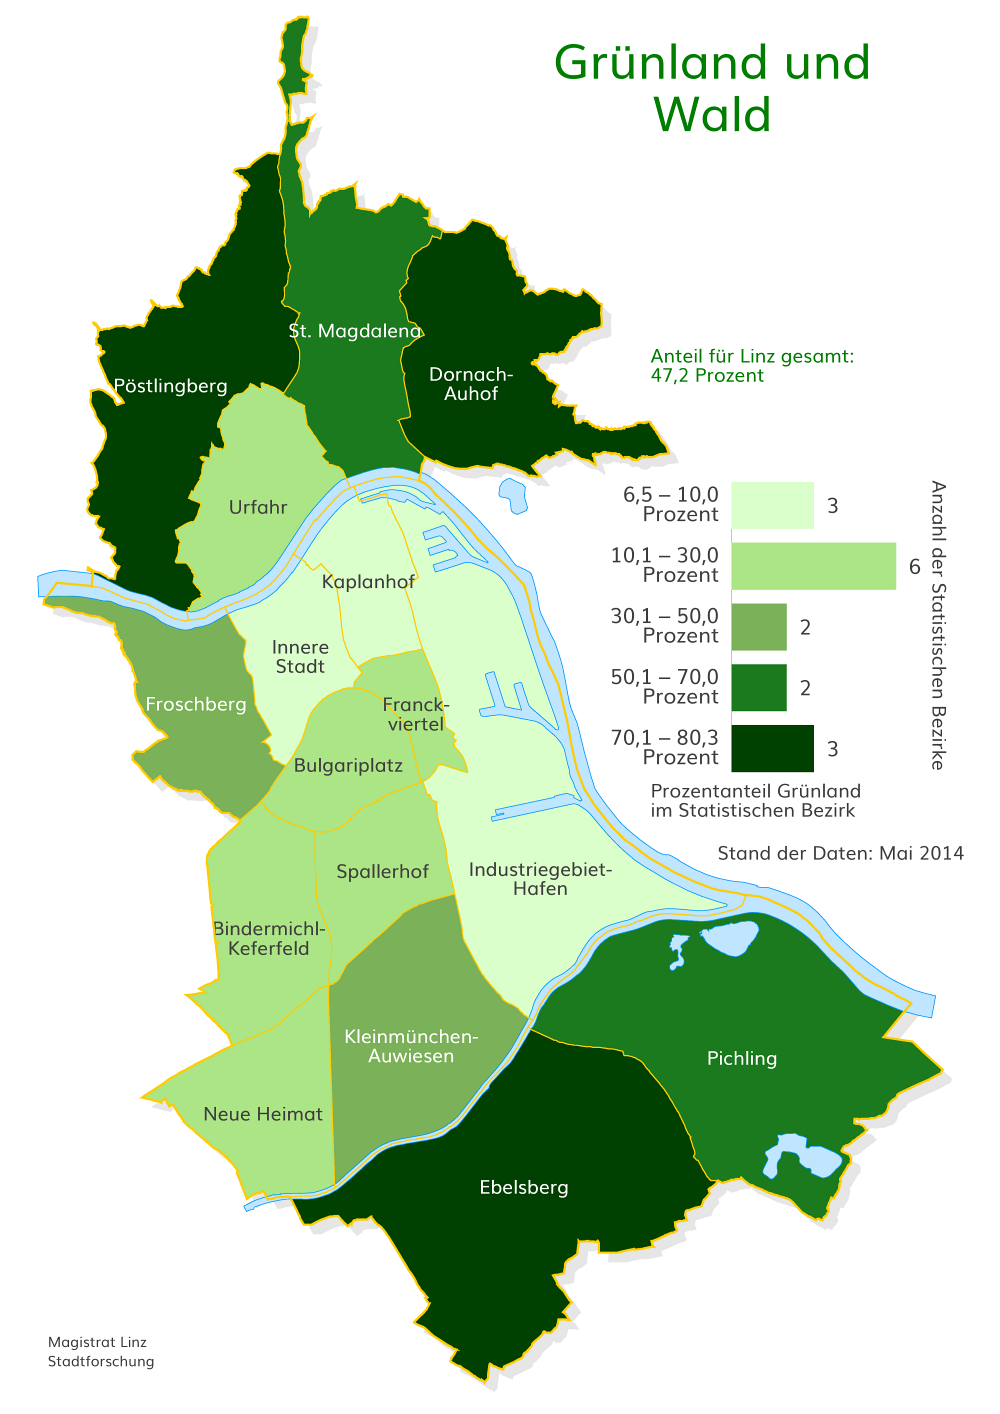 Grünland und
Wald
St. Magdalena
Pöstlingberg
Dornach-
Auhof
Anteil für Linz gesamt:
47,2 Prozent
Urfahr
Kaplanhof
Innere
Stadt
Froschberg
Franck-
viertel
Bulgariplatz
6,5 – 10,0
Prozent
3
10,1 – 30,0
Prozent
6
30,1 – 50,0
Prozent
2
50,1 – 70,0
Prozent
2
70,1 – 80,3
Prozent
3
Anzahl der Statistischen Bezirke
Prozentanteil Grünland
im Statistischen Bezirk
Stand der Daten: Mai 2014
Spallerhof
Industriegebiet-
Hafen
Bindermichl-
Keferfeld
Kleinmünchen-
Auwiesen
Pichling
Neue Heimat
Ebelsberg
Magistrat Linz
Stadtforschung